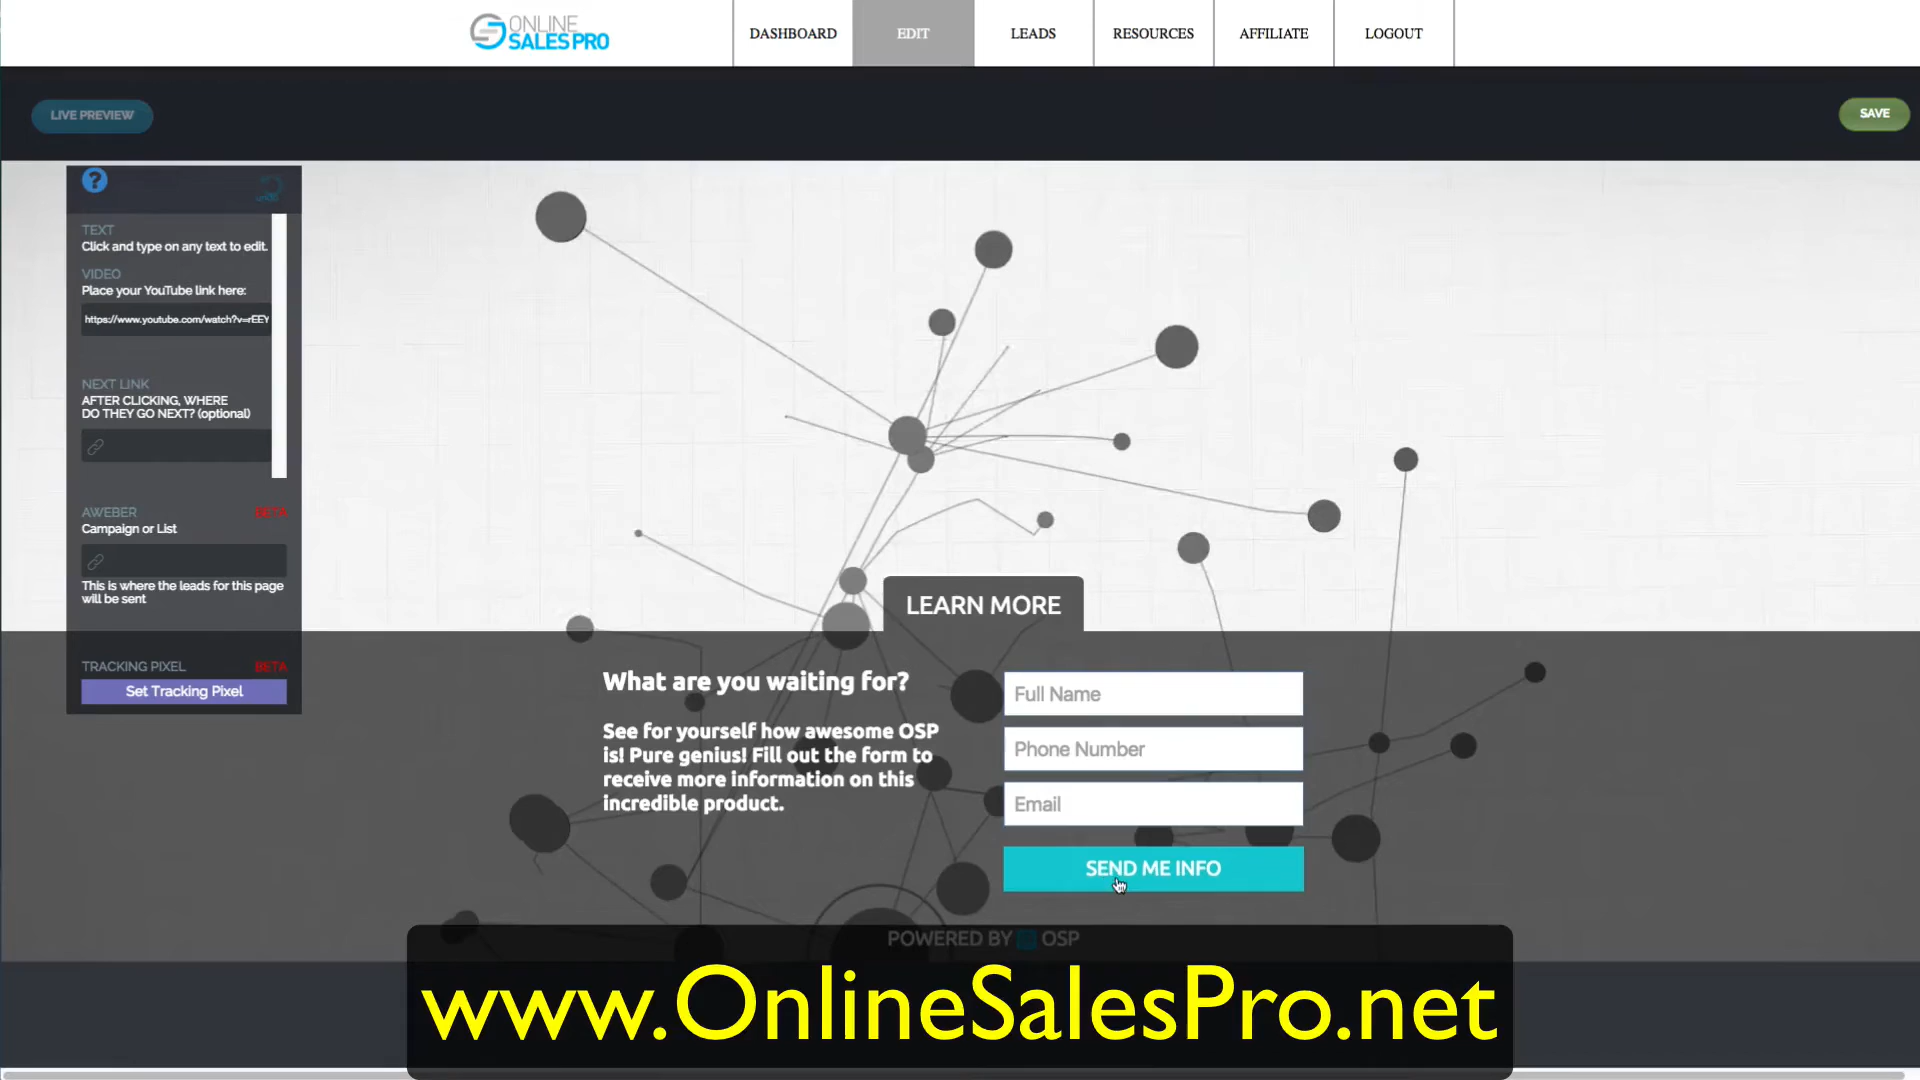 ONLINE
SALES PRO
DASHBOARD
EDIT
LEADS
RESOURCES
AFFILIATE
LOGOUT
LIVE PREVIEW
SAVE
?
TEXT
Click and type on any text to edit.
VIDEO
Place your YouTube link here:
https://www.youtube.com/watch?v=rEEY
NEXT LINK
AFTER CLICKING, WHERE
DO THEY GO NEXT? (optional)
AWEBER BETA
Campaign or List
This is where the leads for this page
will be sent
TRACKING PIXEL BETA
Set Tracking Pixel
LEARN MORE
What are you waiting for?
See for yourself how awesome OSP
is! Pure genius! Fill out the form to
receive more information on this
incredible product.
Full Name
Phone Number
Email
SEND ME INFO
POWERED BY OSP
www.OnlineSalesPro.net